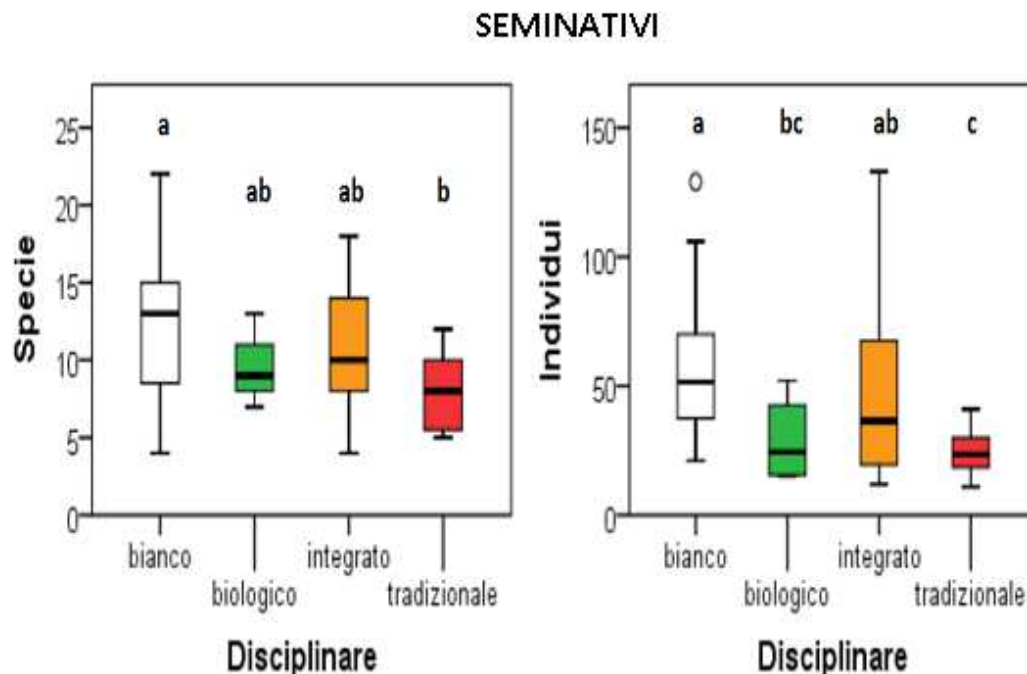 SEMINATIVI
Specie
25
20
15
10
5
0
a
ab
ab
b
bianco
biologico
integrato
tradizionale
Disciplinare
Individui
150
100
50
0
a
bc
ab
c
bianco
biologico
integrato
tradizionale
Disciplinare